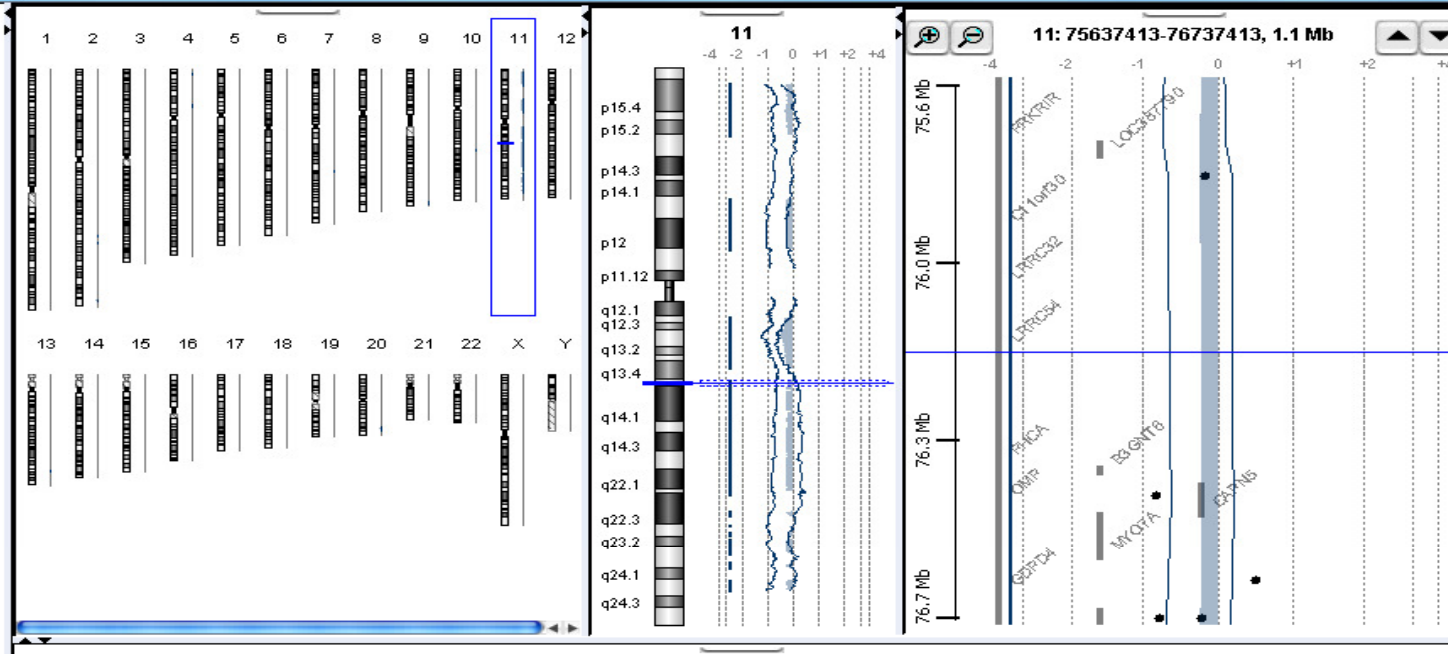 1 2 3 4 5 6 7 8 9 10 11 12
13 14 15 16 17 18 19 20 21 22 X Y
11
-4 -2 -1 0 +1 +2 +4
p15.4
p15.2
p14.3
p14.1
p12
p11.12
q12.1
q12.3
q13.2
q13.4
q14.1
q14.3
q22.1
q22.3
q23.2
q24.1
q24.3
11: 75637413-76737413, 1.1 Mb
-4 -2 -1 0 +1 +2
75.6 Mb
76.0 Mb
76.3 Mb
76.7 Mb
PRKRIR
LOC387790
C11orf30
LRRC32
LRRC54
PHCA
B3GNT6
OMP
CAPN5
MYO7A
GDPD4